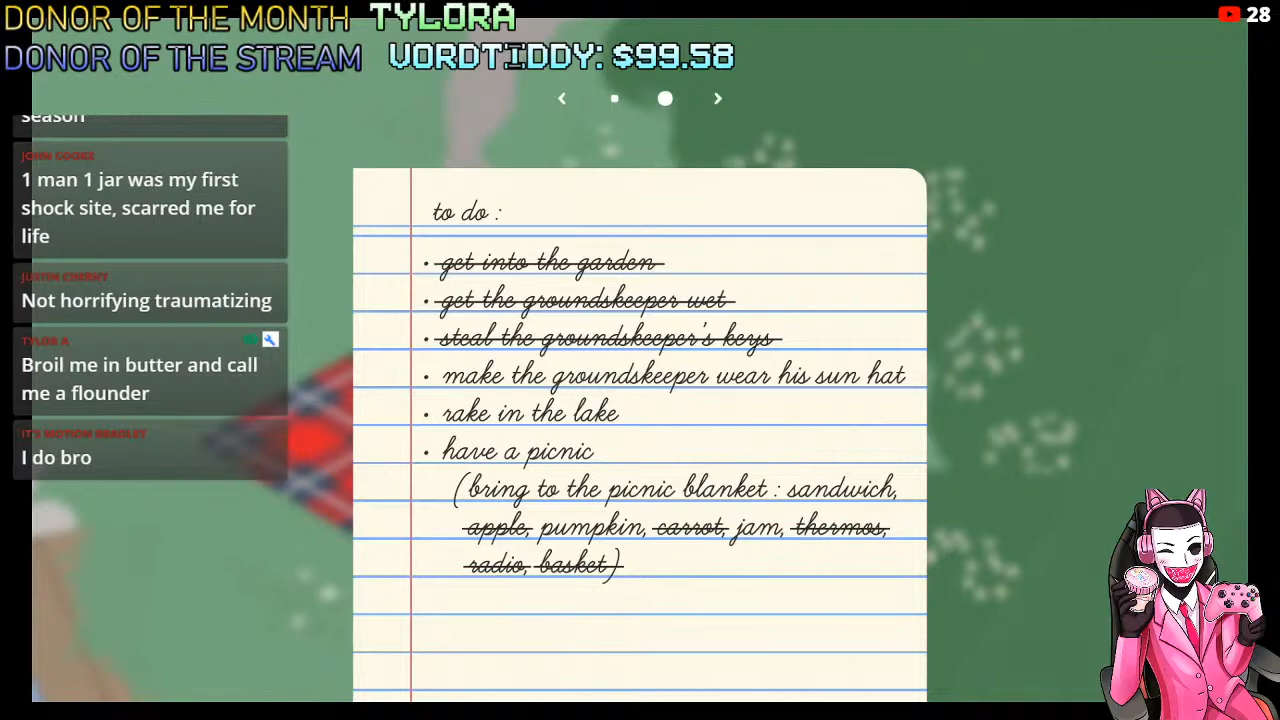 DONOR OF THE MONTH TYLORA
DONOR OF THE STREAM VORDTIDDY: $99.58
28
season
1 man 1 jar was my first
shock site, scarred me for
life
Not horrifying traumatizing
TYLOR A
Broil me in butter and call
me a flounder
I do bro
to do :
• get into the garden
• get the groundskeeper wet
• steal the groundskeeper's keys
• make the groundskeeper wear his sun hat
• rake in the lake
• have a picnic
(bring to the picnic blanket : sandwich,
apple, pumpkin, carrot, jam, thermos,
radio, basket)